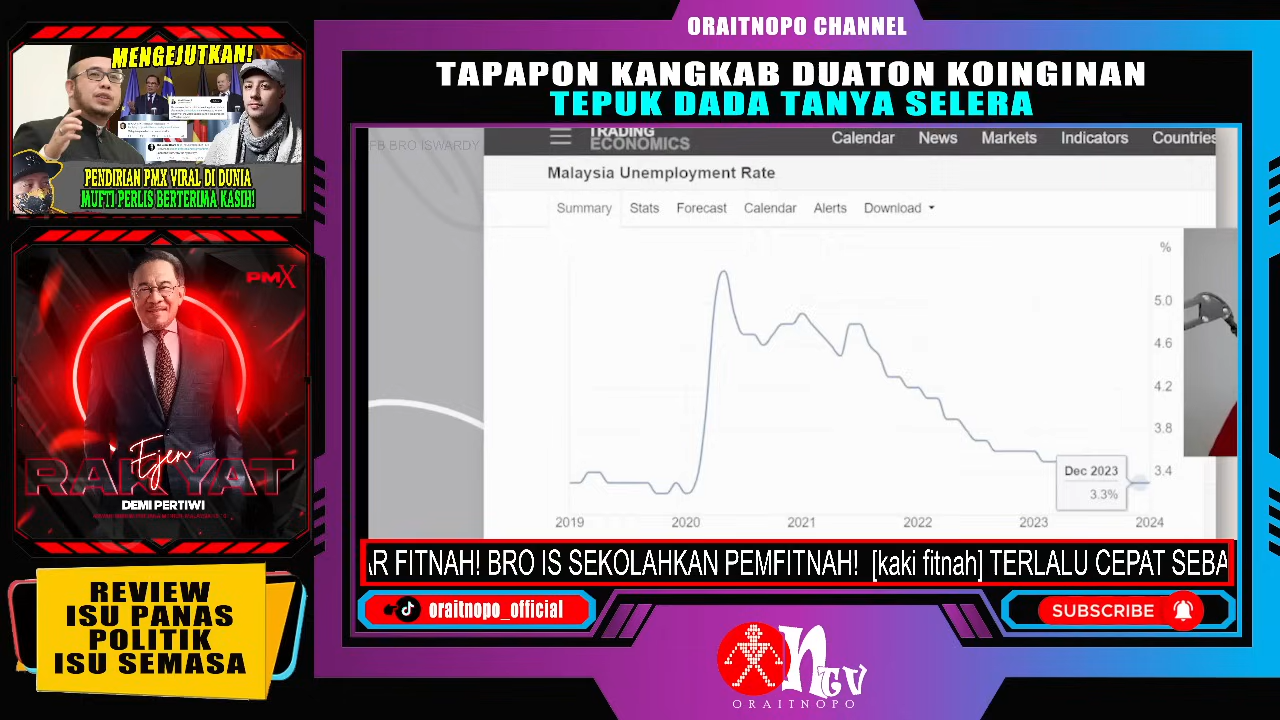 ORAITNOPO CHANNEL
TAPAPON KANGKAB DUATON KOINGINAN
TEPUK DADA TANYA SELERA
MENGEJUTKAN!
PENDIRIAN PMX VIRAL DI DUNIA
MUFTI PERLIS BERTERIMA KASIH!
PMX
Ejen
RAKYAT
DEMI PERTIWI
REVIEW
ISU PANAS
POLITIK
ISU SEMASA
FB BRO ISWARDY
TRADING
ECONOMICS
Calendar News Markets Indicators Countries
Malaysia Unemployment Rate
Summary Stats Forecast Calendar Alerts Download
%
5.0
4.6
4.2
3.8
3.4
Dec 2023
3.3%
2019 2020 2021 2022 2023 2024
AR FITNAH! BRO IS SEKOLAHKAN PEMFITNAH! [kaki fitnah] TERLALU CEPAT SEBA
oraitnopo_official
SUBSCRIBE
nTV
ORAITNOPO